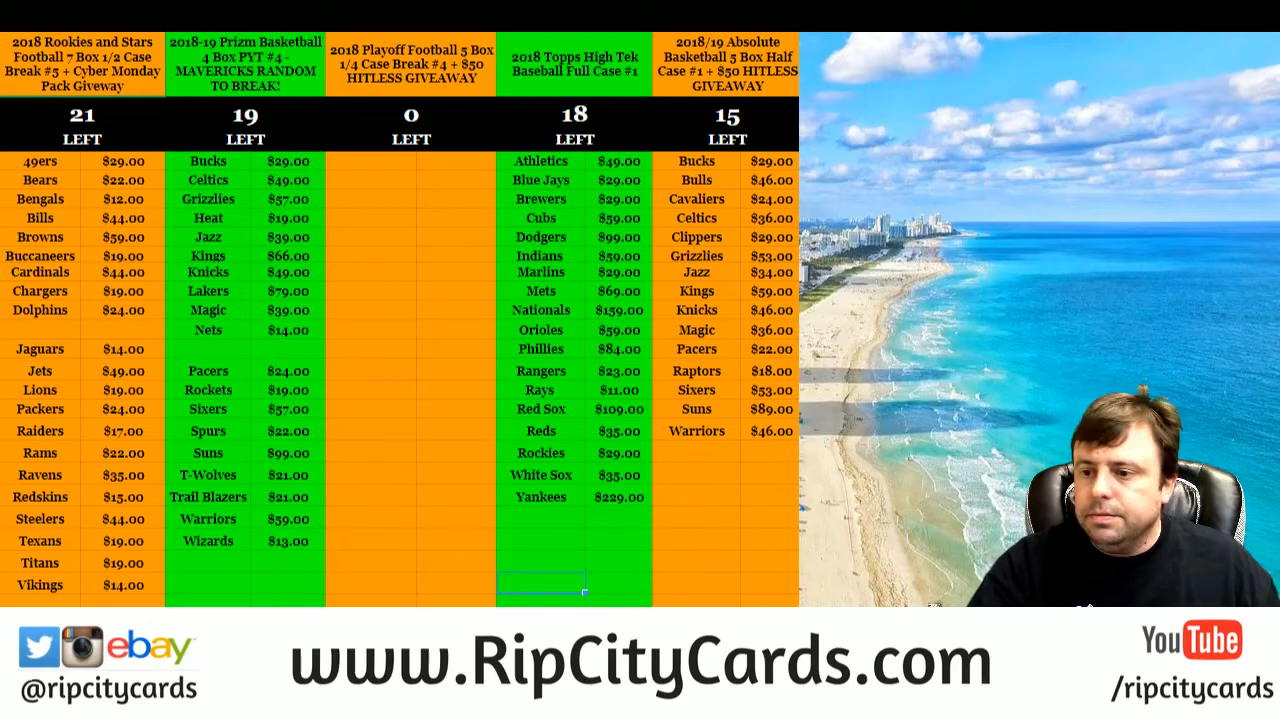 2018 Rookies and Stars
Football 7 Box 1/2 Case
Break #5 + Cyber Monday
Pack Giveway
2018-19 Prizm Basketball
4 Box PYT #4 -
MAVERICKS RANDOM
TO BREAK!
2018 Playoff Football 5 Box
1/4 Case Break #4 + $50
HITLESS GIVEAWAY
2018 Topps High Tek
Baseball Full Case #1
2018/19 Absolute
Basketball 5 Box Half
Case #1 + $50 HITLESS
GIVEAWAY
21 19 0 18 15
LEFT LEFT LEFT LEFT LEFT
49ers $29.00 Bucks $29.00 Athletics $49.00 Bucks $29.00
Bears $22.00 Celtics $49.00 Blue Jays $29.00 Bulls $46.00
Bengals $12.00 Grizzlies $57.00 Brewers $29.00 Cavaliers $24.00
Bills $44.00 Heat $19.00 Cubs $59.00 Celtics $36.00
Browns $59.00 Jazz $39.00 Dodgers $99.00 Clippers $29.00
Buccaneers $19.00 Kings $66.00 Indians $59.00 Grizzlies $53.00
Cardinals $44.00 Knicks $49.00 Marlins $29.00 Jazz $34.00
Chargers $19.00 Lakers $79.00 Mets $69.00 Kings $59.00
Dolphins $24.00 Magic $39.00 Nationals $159.00 Knicks $46.00
Nets $14.00 Orioles $59.00 Magic $36.00
Jaguars $14.00 Phillies $84.00 Pacers $22.00
Jets $49.00 Pacers $24.00 Rangers $23.00 Raptors $18.00
Lions $19.00 Rockets $19.00 Rays $11.00 Sixers $53.00
Packers $24.00 Sixers $57.00 Red Sox $109.00 Suns $89.00
Raiders $17.00 Spurs $22.00 Reds $35.00 Warriors $46.00
Rams $22.00 Suns $99.00 Rockies $29.00
Ravens $35.00 T-Wolves $21.00 White Sox $35.00
Redskins $15.00 Trail Blazers $21.00 Yankees $229.00
Steelers $44.00 Warriors $59.00
Texans $19.00 Wizards $13.00
Titans $19.00
Vikings $14.00
ebay
@ripcitycards
www.RipCityCards.com
YouTube
/ripcitycards